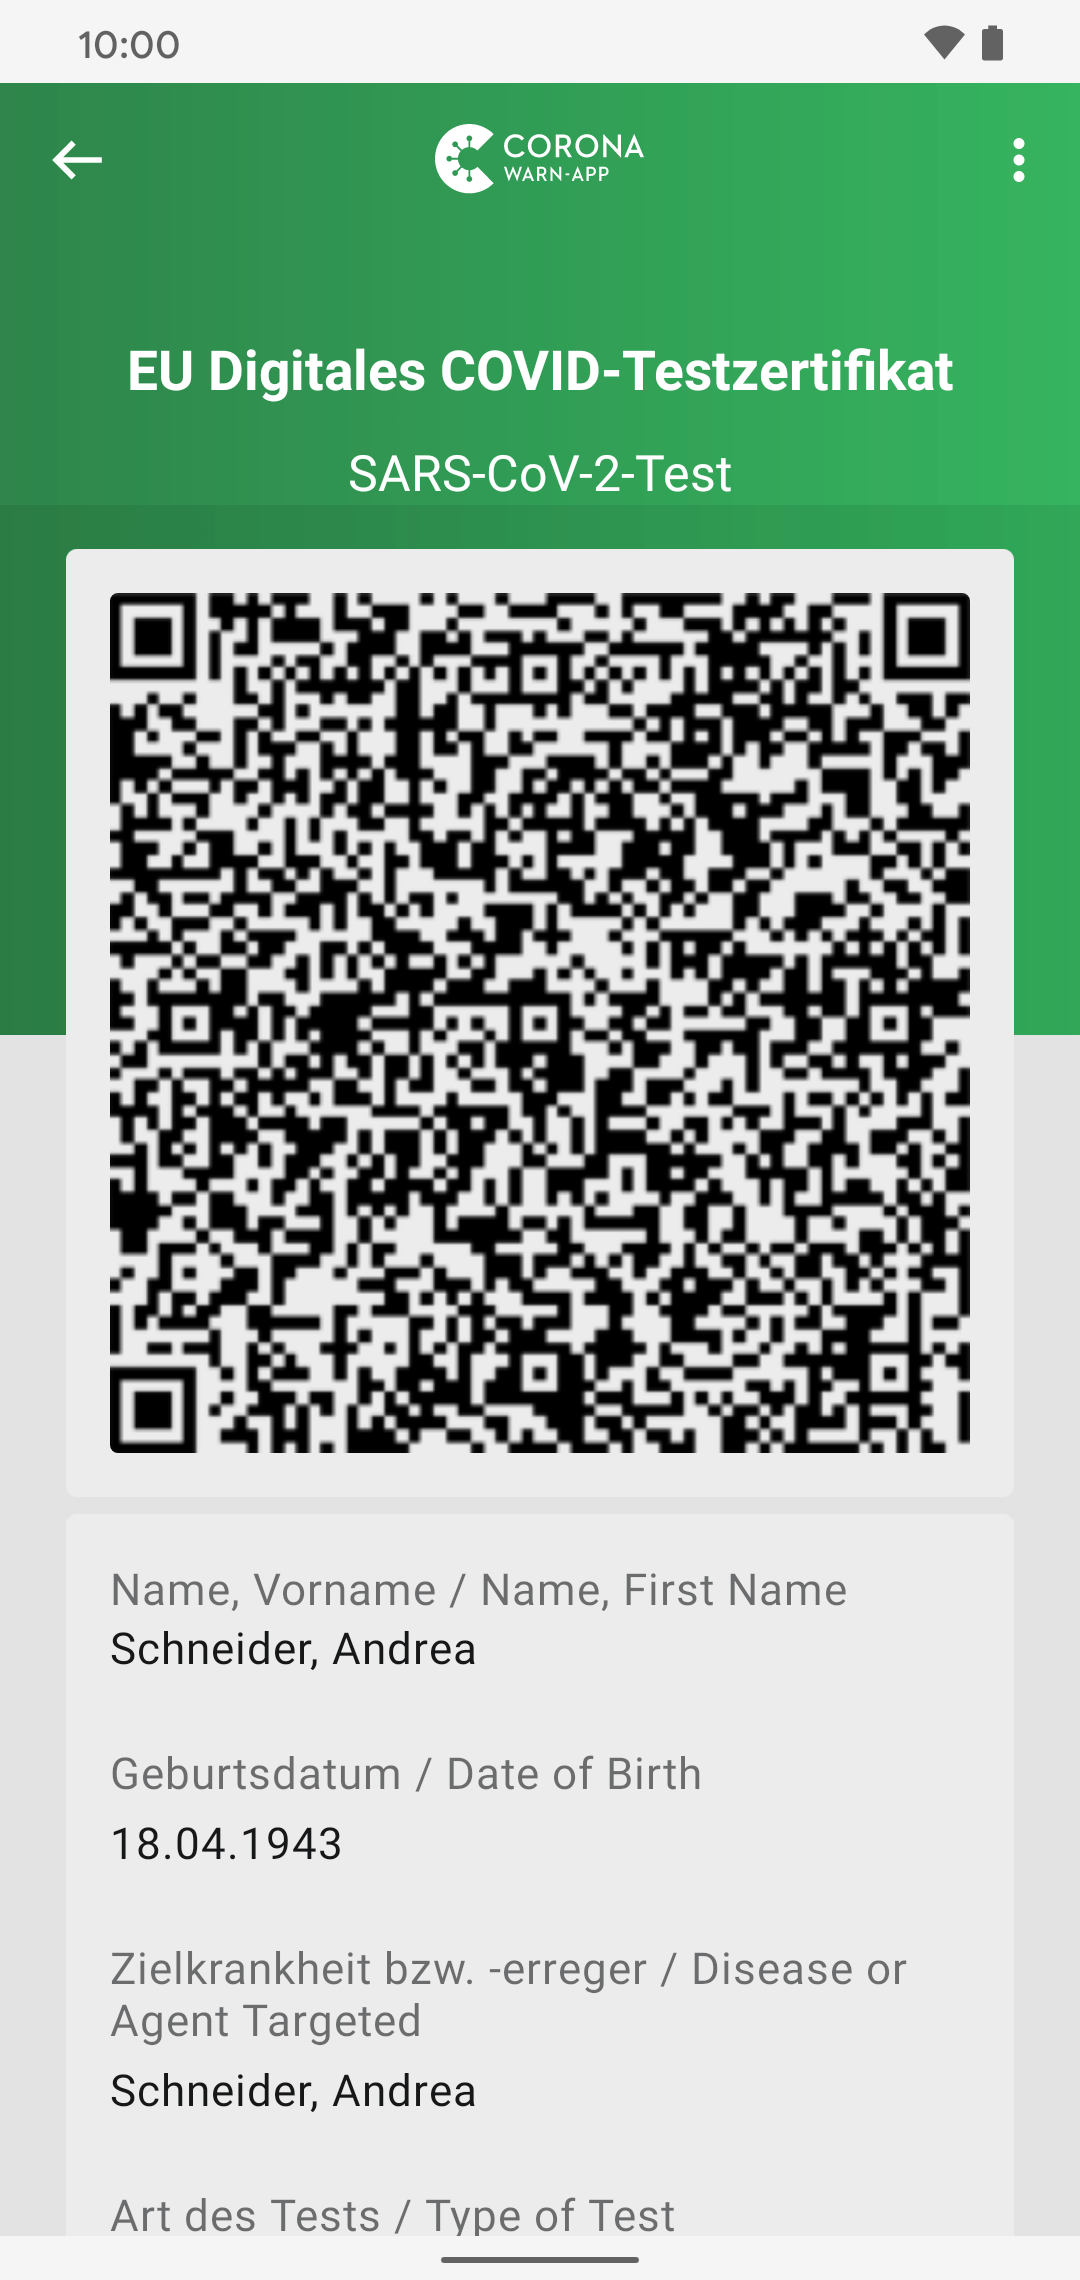 10:00
CORONA
WARN-APP
EU Digitales COVID-Testzertifikat
SARS-CoV-2-Test
Name, Vorname / Name, First Name
Schneider, Andrea
Geburtsdatum / Date of Birth
18.04.1943
Zielkrankheit bzw. -erreger / Disease or
Agent Targeted
Schneider, Andrea
Art des Tests / Type of Test